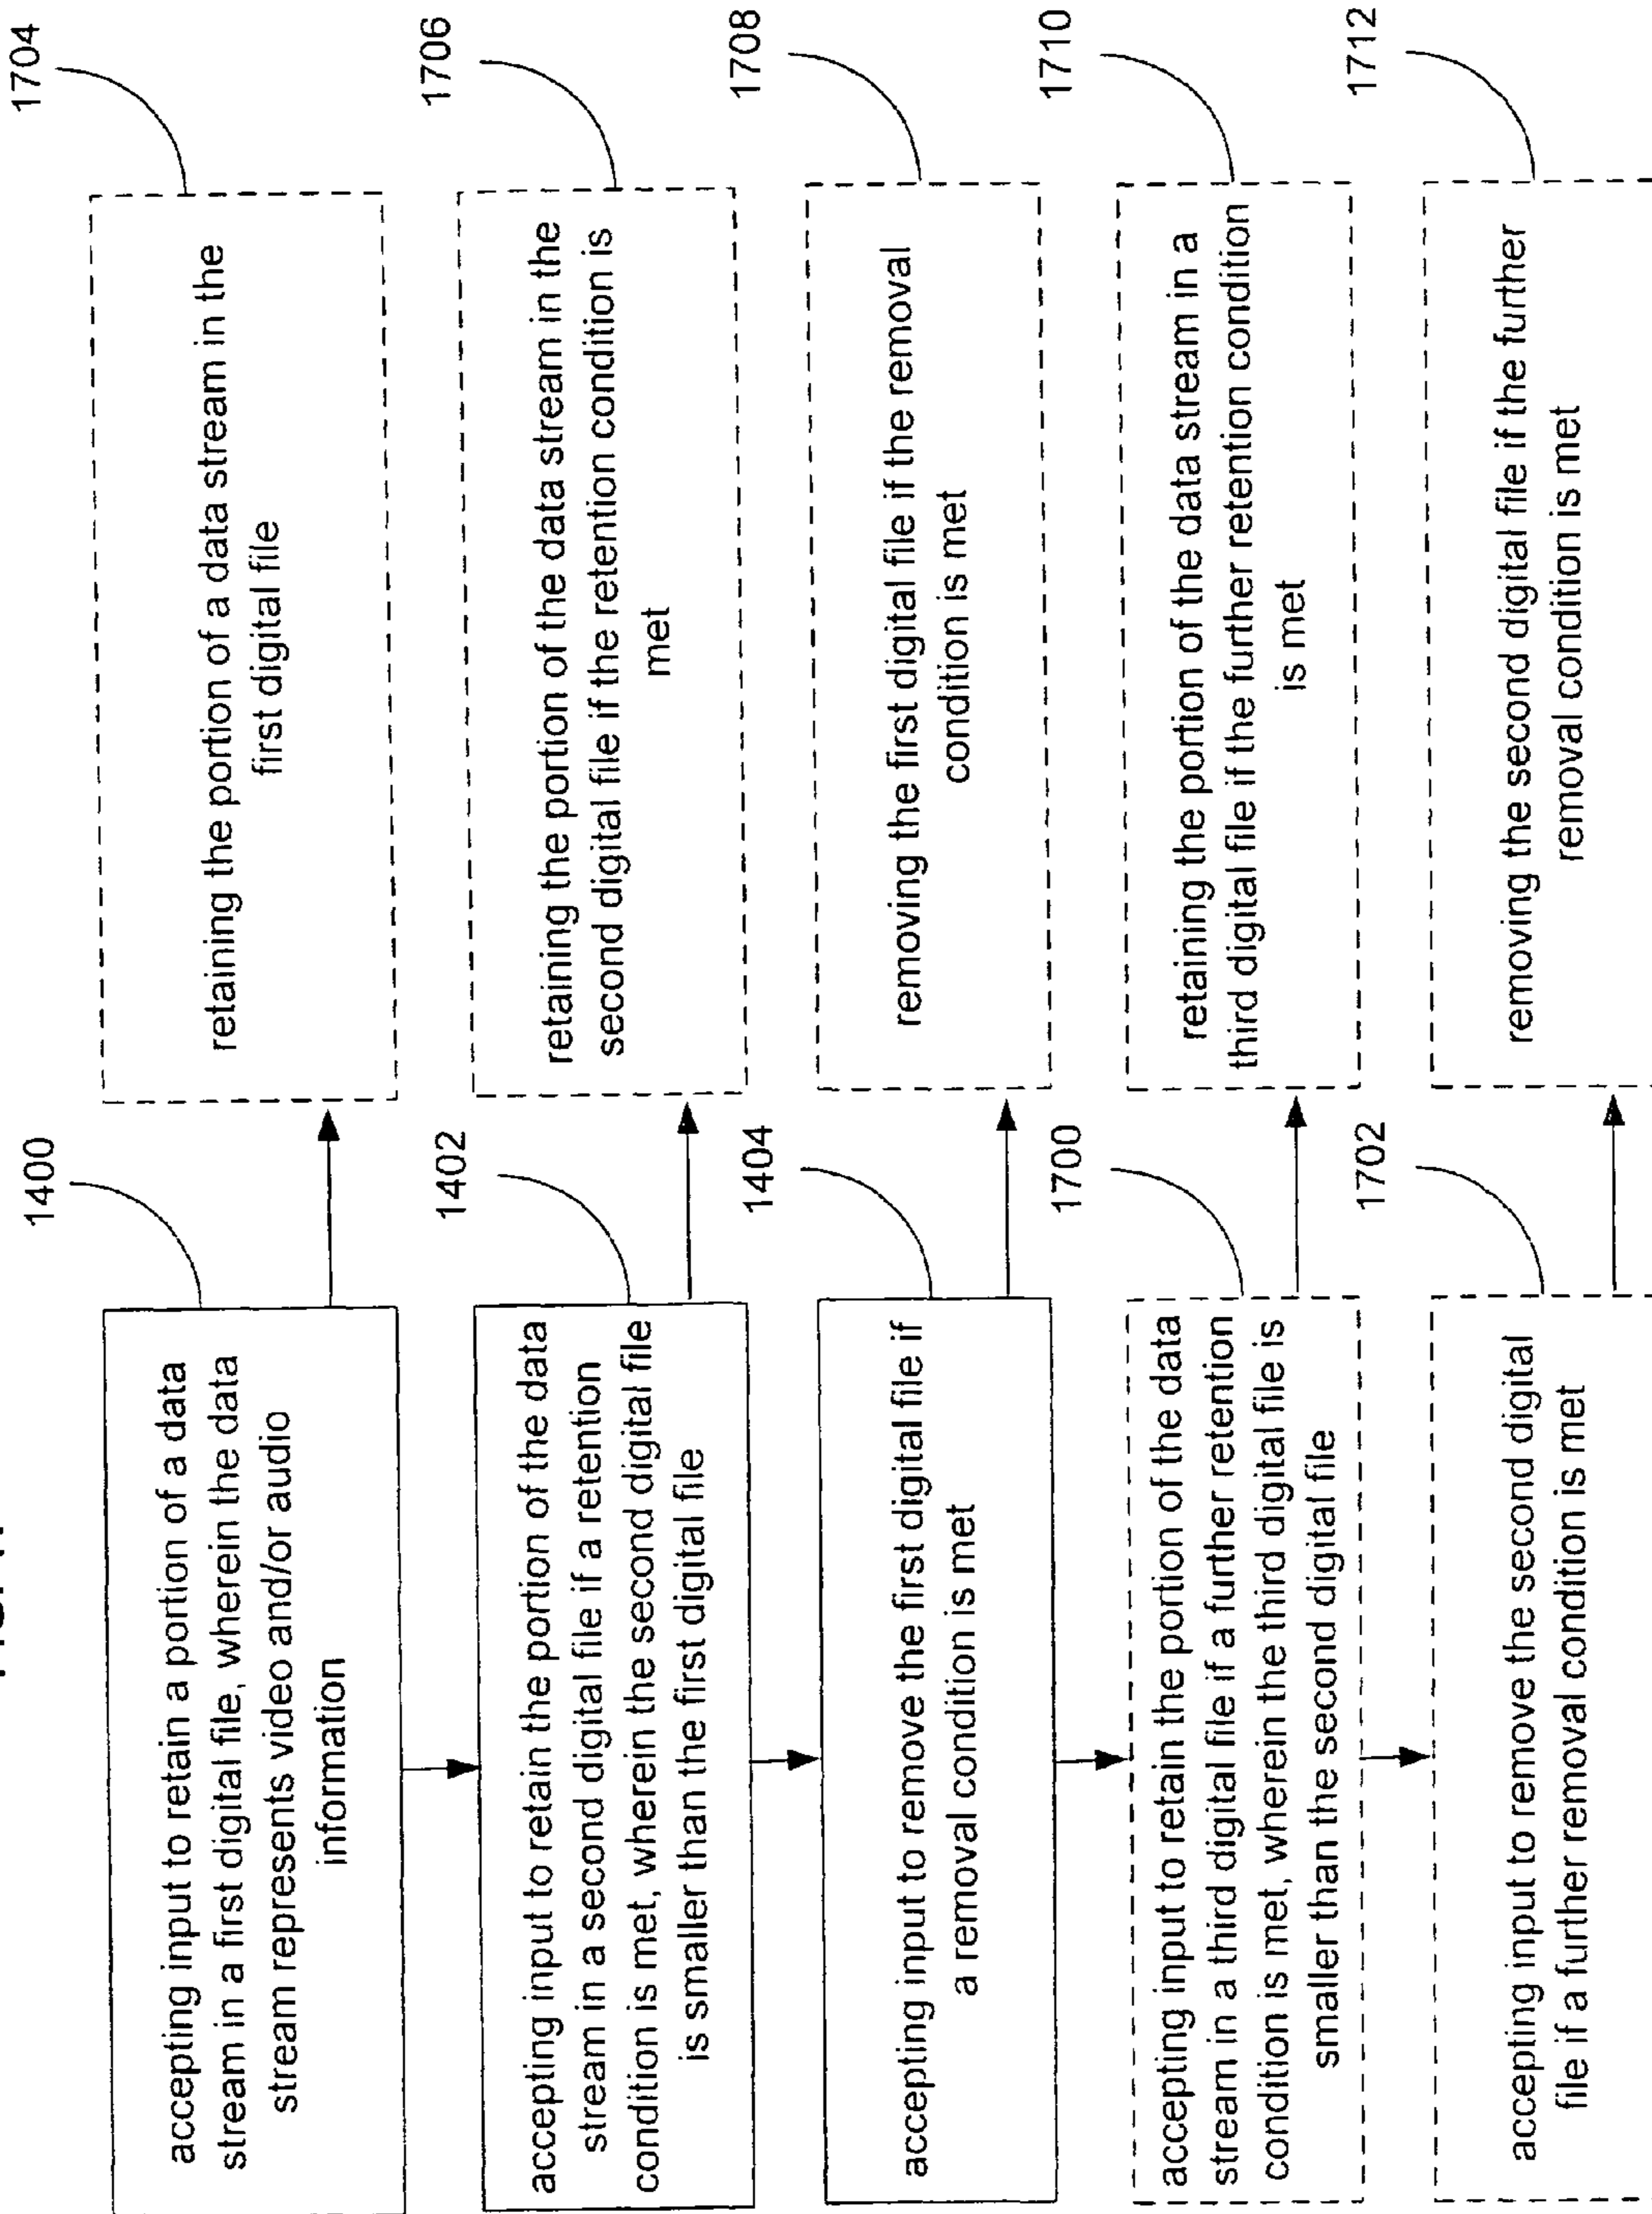 1400
accepting input to retain a portion of a data
stream in a first digital file, wherein the data
stream represents video and/or audio
information
1704
retaining the portion of a data stream in the
first digital file
1402
accepting input to retain the portion of the data
stream in a second digital file if a retention
condition is met, wherein the second digital file
is smaller than the first digital file
1706
retaining the portion of the data stream in the
second digital file if the retention condition is
met
1404
accepting input to remove the first digital file if
a removal condition is met
1708
removing the first digital file if the removal
condition is met
1700
accepting input to retain the portion of the data
stream in a third digital file if a further retention
condition is met, wherein the third digital file is
smaller than the second digital file
1710
retaining the portion of the data stream in a
third digital file if the further retention condition
is met
1702
accepting input to remove the second digital
file if a further removal condition is met
1712
removing the second digital file if the further
removal condition is met